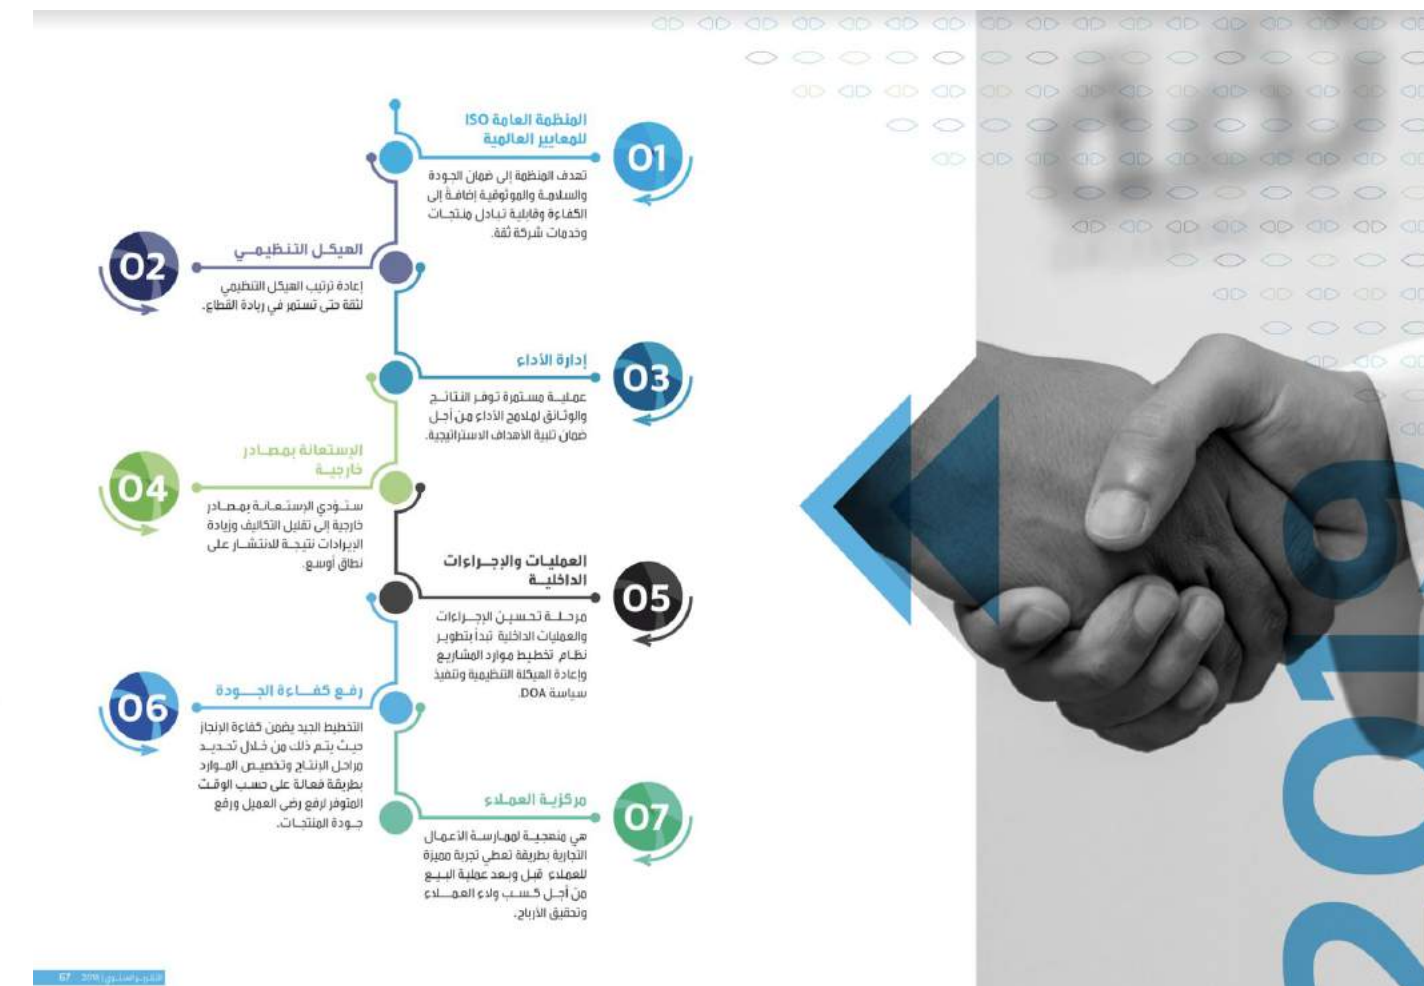 01
المنظمة العامة ISO
للمعايير العالمية
تهدف المنظمة إلى ضمان الجودة
والسلامة والموثوقية إضافةً إلى
الكفاءة وقابلية تبادل منتجات
وخدمات شركة ثقة.
02
الهيكل التنظيمي
إعادة ترتيب الهيكل التنظيمي
لثقة حتى تستمر في ريادة القطاع.
03
إدارة الأداء
عملية مستمرة توفر النتائج
والوثائق لملامح الأداء من أجل
ضمان تلبية الأهداف الاستراتيجية.
04
الإستعانة بمصادر
خارجية
ستؤدي الإستعانة بمصادر
خارجية إلى تقليل التكاليف وزيادة
الإيرادات نتيجة للانتشار على
نطاق أوسع.
05
العمليات والإجراءات
الداخلية
مرحلة تحسين الإجراءات
والعمليات الداخلية تبدأ بتطوير
نظام تخطيط موارد المشاريع
وإعادة الهيكلة التنظيمية وتنفيذ
سياسة DOA.
06
رفع كفاءة الجودة
التخطيط الجيد يضمن كفاءة الإنجاز
حيث يتم ذلك من خلال تحديد
مراحل الإنتاج وتخصيص الموارد
بطريقة فعالة على حسب الوقت
المتوفر لرفع رضى العميل ورفع
جودة المنتجات.
07
مركزية العملاء
هي منهجية لممارسة الأعمال
التجارية بطريقة تعطي تجربة مميزة
للعملاء قبل وبعد عملية البيع
من أجل كسب ولاء العملاء
وتحقيق الأرباح.
ثقة
2019
التقرير السنوي | 2019 - 67